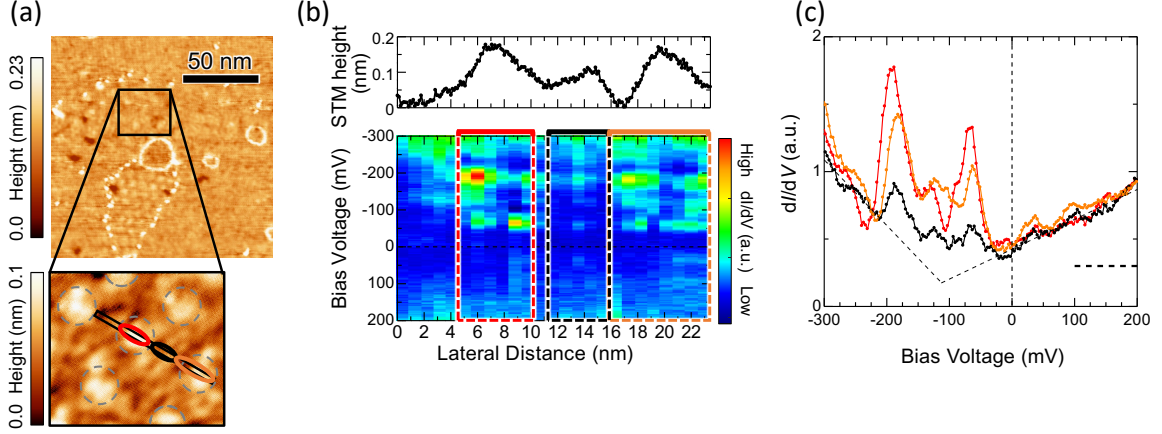 (a)
0.23
Height (nm)
0.0
50 nm
0.1
Height (nm)
0.0
(b)
STM height
(nm)
0.2
0.1
0
Bias Voltage (mV)
-300
-200
-100
0
100
200
0 2 4 6 8 10 12 14 16 18 20 22
Lateral Distance (nm)
High dI/dV (a.u.) Low
(c)
dI/dV (a.u.)
2
1
0
-300 -200 -100 0 100 200
Bias Voltage (mV)